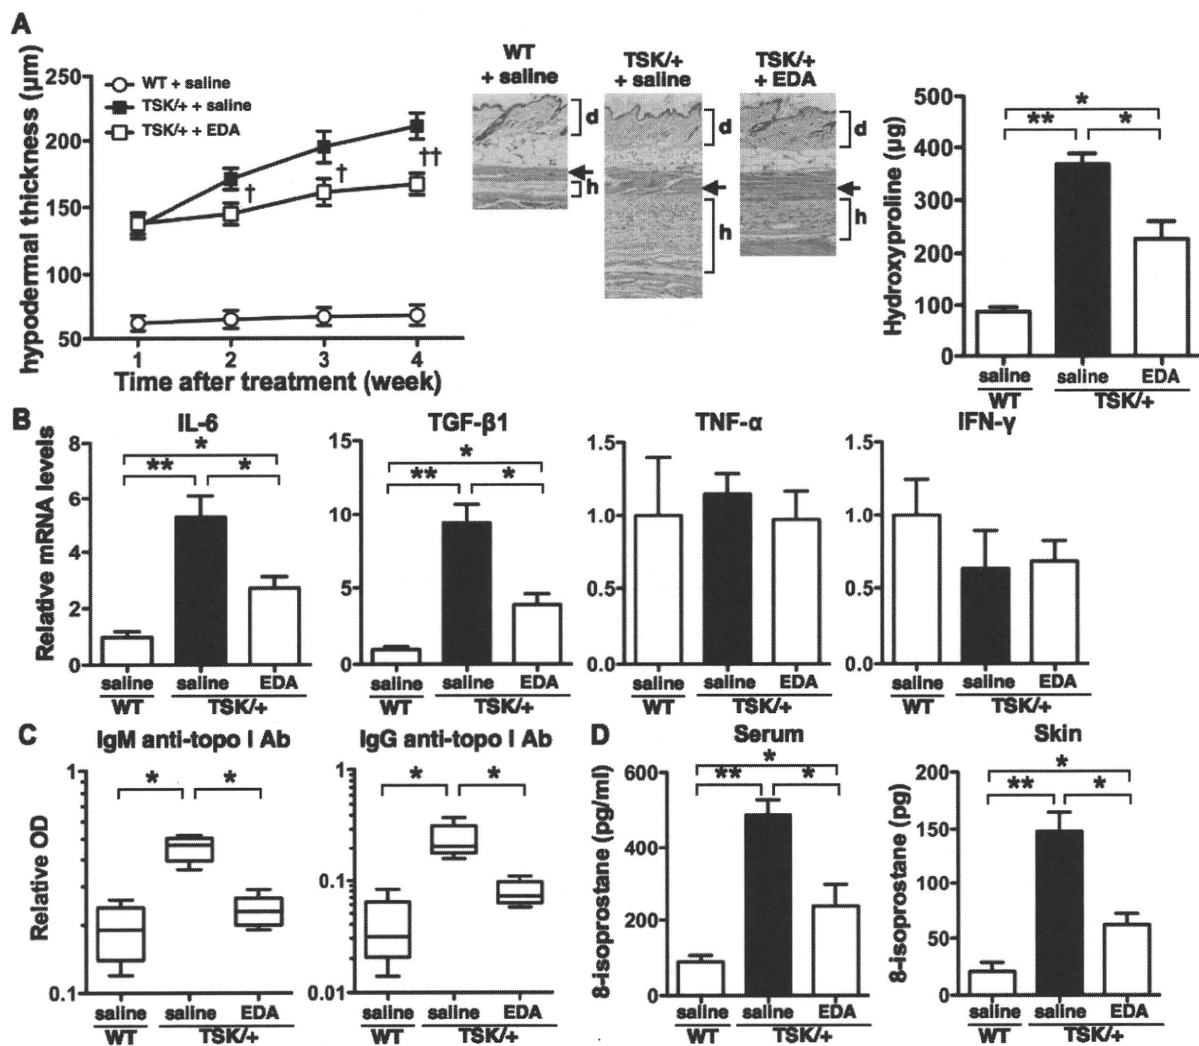 A
hypodermal thickness (μm)
250
200
150
100
50
WT + saline
TSK/+ + saline
TSK/+ + EDA
†
†
††
1 2 3 4
Time after treatment (week)
WT
+ saline
TSK/+
+ saline
TSK/+
+ EDA
d
h
d
h
d
h
Hydroxyproline (μg)
500
400
300
200
100
0
*
** *
saline saline EDA
WT TSK/+
B
Relative mRNA levels
IL-6
8
6
4
2
0
*
** *
saline saline EDA
WT TSK/+
TGF-β1
15
10
5
0
*
** *
saline saline EDA
WT TSK/+
TNF-α
1.5
1.0
0.5
0.0
saline saline EDA
WT TSK/+
IFN-γ
1.5
1.0
0.5
0.0
saline saline EDA
WT TSK/+
C
Relative OD
IgM anti-topo I Ab
1
0.1
* *
saline saline EDA
WT TSK/+
IgG anti-topo I Ab
1
0.1
0.01
* *
saline saline EDA
WT TSK/+
D
Serum
8-isoprostane (pg/ml)
600
400
200
0
*
** *
saline saline EDA
WT TSK/+
Skin
8-isoprostane (pg)
200
150
100
50
0
*
** *
saline saline EDA
WT TSK/+